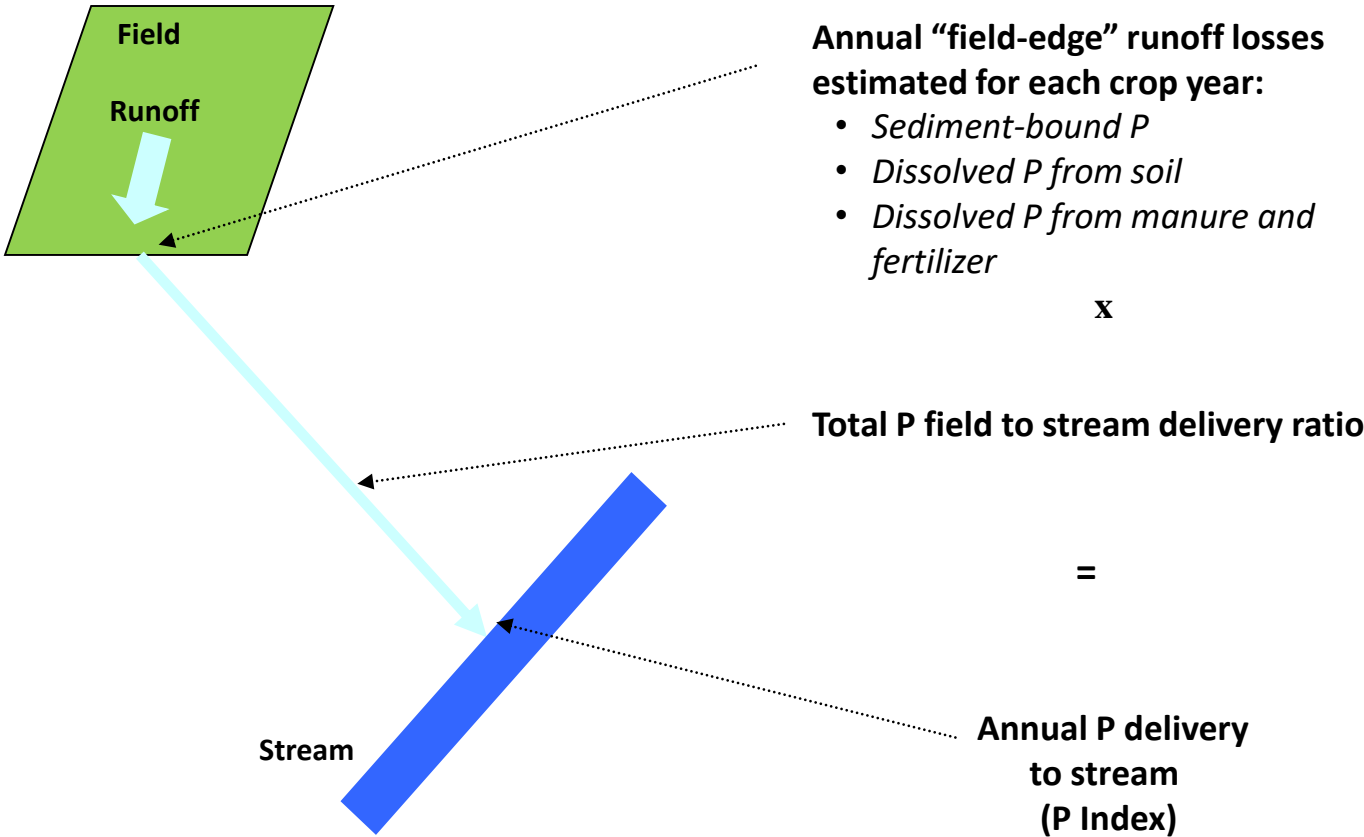 Field
Runoff
Annual “field-edge” runoff losses
estimated for each crop year:
• Sediment-bound P
• Dissolved P from soil
• Dissolved P from manure and
fertilizer
x
Total P field to stream delivery ratio
=
Stream
Annual P delivery
to stream
(P Index)